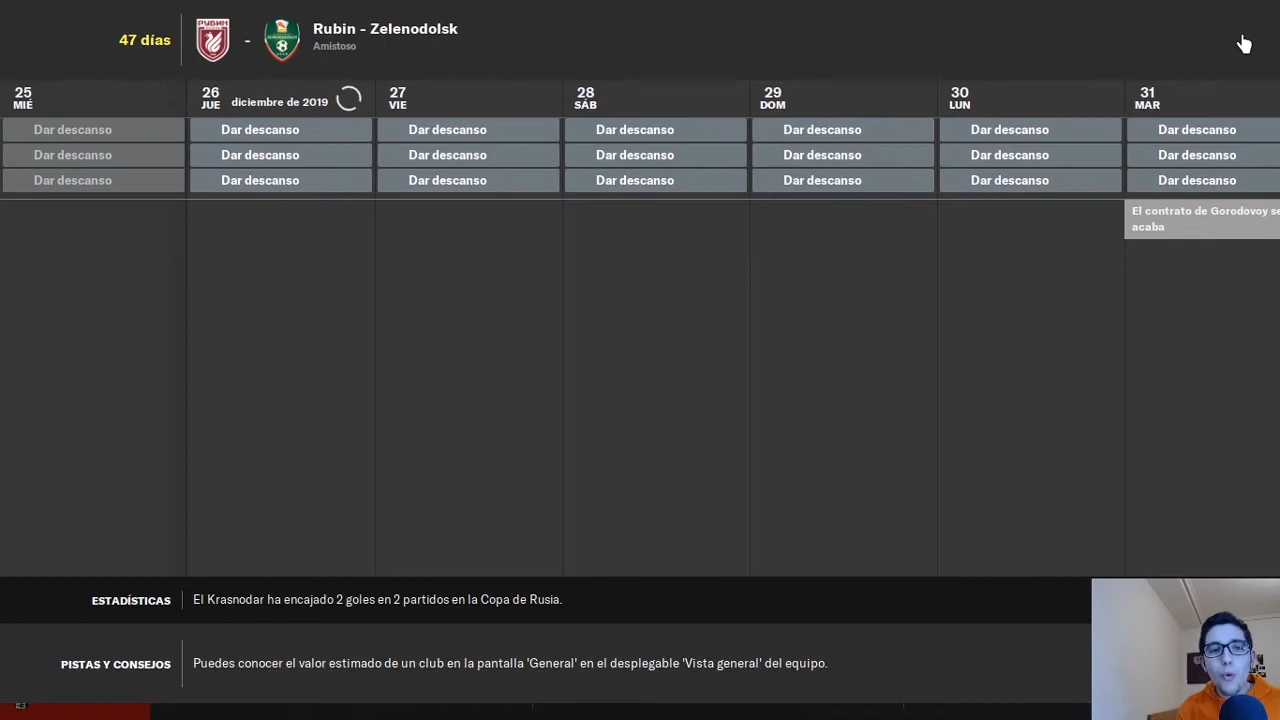 47 días
РУБИН
-
Rubin - Zelenodolsk
Amistoso
25
MIÉ
26
JUE
diciembre de 2019
27
VIE
28
SÁB
29
DOM
30
LUN
31
MAR
Dar descanso Dar descanso Dar descanso Dar descanso Dar descanso Dar descanso Dar descanso
Dar descanso Dar descanso Dar descanso Dar descanso Dar descanso Dar descanso Dar descanso
Dar descanso Dar descanso Dar descanso Dar descanso Dar descanso Dar descanso Dar descanso
El contrato de Gorodovoy se
acaba
ESTADÍSTICAS
El Krasnodar ha encajado 2 goles en 2 partidos en la Copa de Rusia.
PISTAS Y CONSEJOS
Puedes conocer el valor estimado de un club en la pantalla 'General' en el desplegable 'Vista general' del equipo.